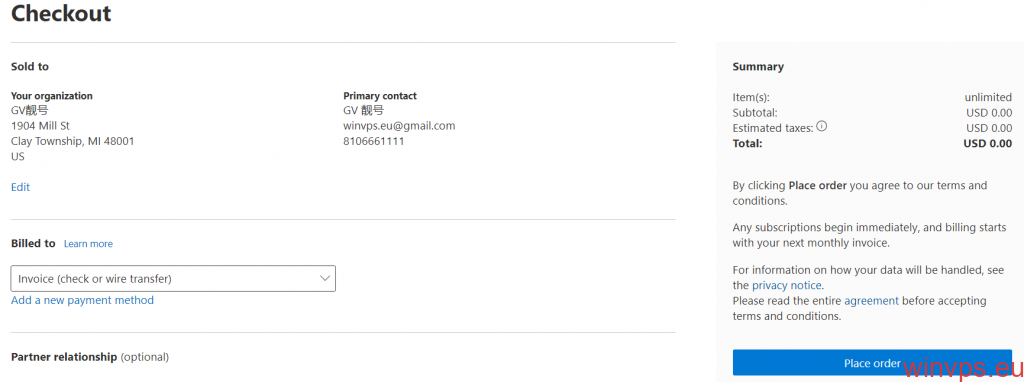 Checkout
Sold to
Your organization
GV靓号
1904 Mill St
Clay Township, MI 48001
US
Primary contact
GV 靓号
winvps.eu@gmail.com
8106661111
Edit
Billed to Learn more
Invoice (check or wire transfer)
Add a new payment method
Partner relationship (optional)
Summary
Item(s): unlimited
Subtotal: USD 0.00
Estimated taxes: USD 0.00
Total: USD 0.00
By clicking Place order you agree to our terms and
conditions.
Any subscriptions begin immediately, and billing starts
with your next monthly invoice.
For information on how your data will be handled, see
the privacy notice.
Please read the entire agreement before accepting
terms and conditions.
Place order
winvps.eu